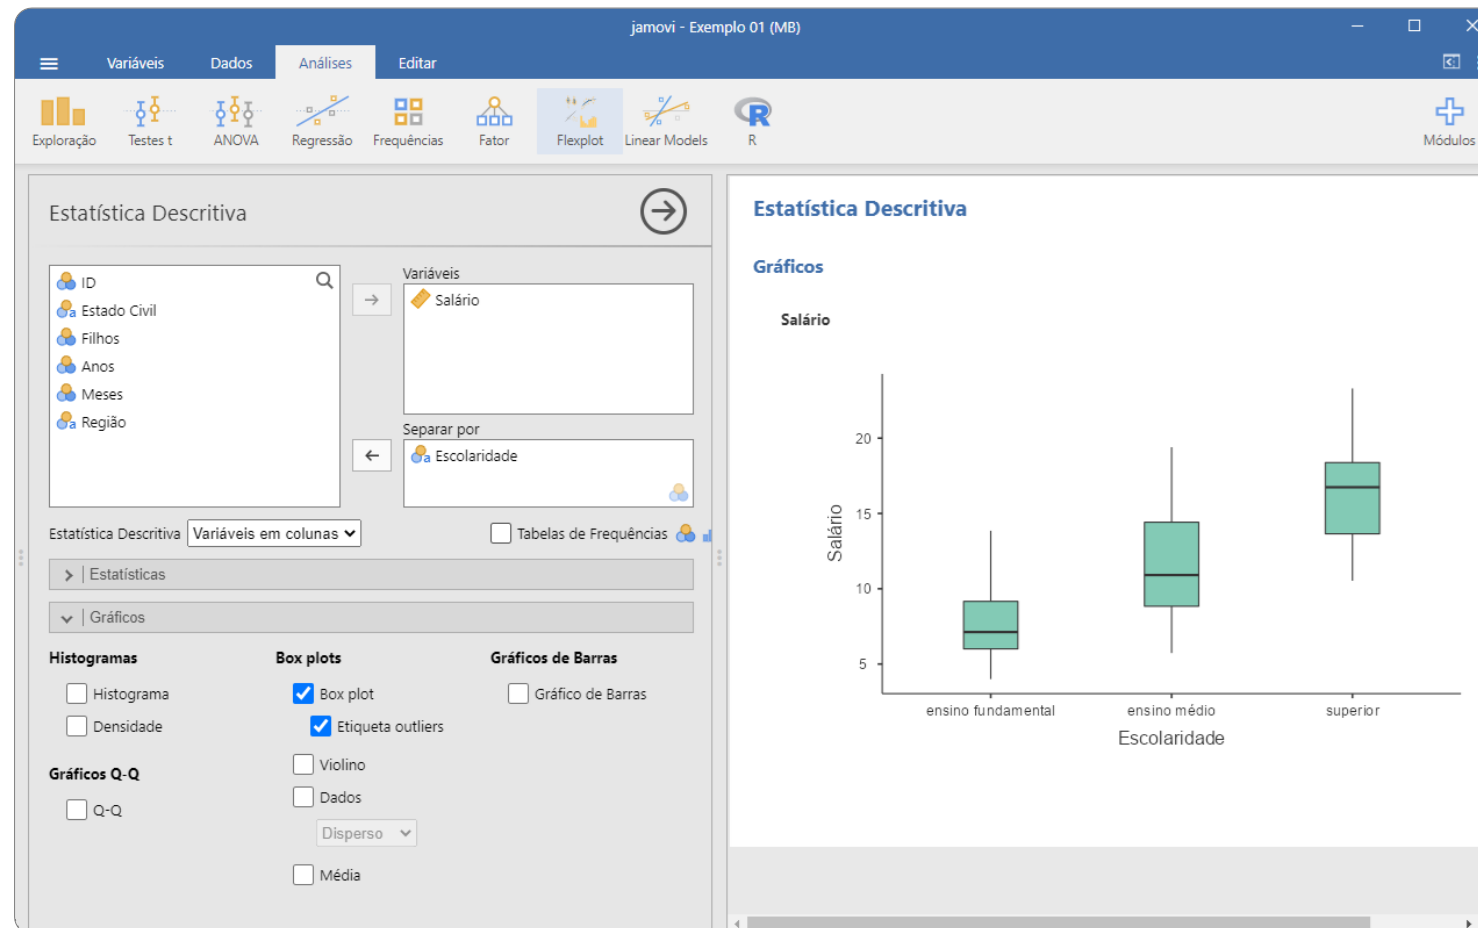 jamovi - Exemplo 01 (MB)
Variáveis Dados Análises Editar
Exploração Testes t ANOVA Regressão Frequências Fator Flexplot Linear Models R Módulos
Estatística Descritiva
ID
Estado Civil
Filhos
Anos
Meses
Região
Variáveis
Salário
Separar por
Escolaridade
Estatística Descritiva Variáveis em colunas Tabelas de Frequências
Estatísticas
Gráficos
Histogramas
Histograma
Densidade
Gráficos Q-Q
Q-Q
Box plots
Box plot
Etiqueta outliers
Violino
Dados
Disperso
Média
Gráficos de Barras
Gráfico de Barras
Estatística Descritiva
Gráficos
Salário
20
15
10
5
Salário
ensino fundamental ensino médio superior
Escolaridade